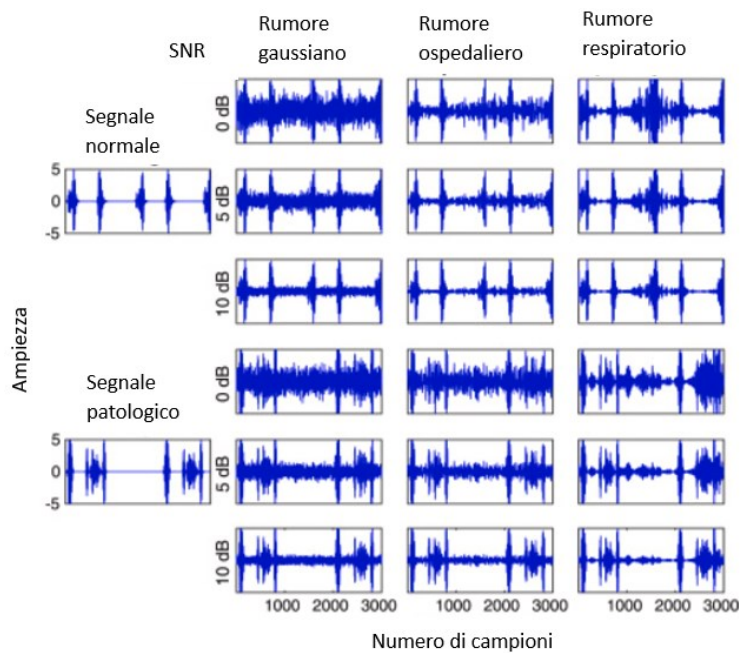 SNR
Rumore
gaussiano
Rumore
ospedaliero
Rumore
respiratorio
0 dB
Segnale
normale
5
0
-5
5 dB
10 dB
Ampiezza
0 dB
Segnale
patologico
5
0
-5
5 dB
10 dB
1000 2000 3000
1000 2000 3000
1000 2000 3000
Numero di campioni